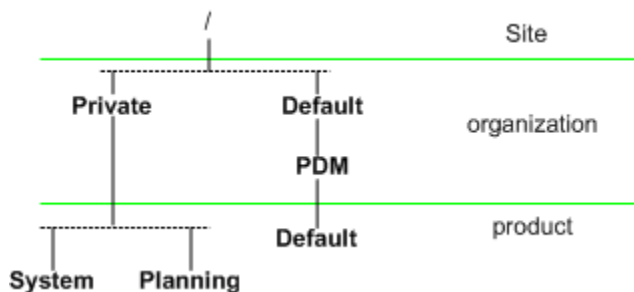 /
Site
Private
Default
organization
PDM
product
Default
System
Planning